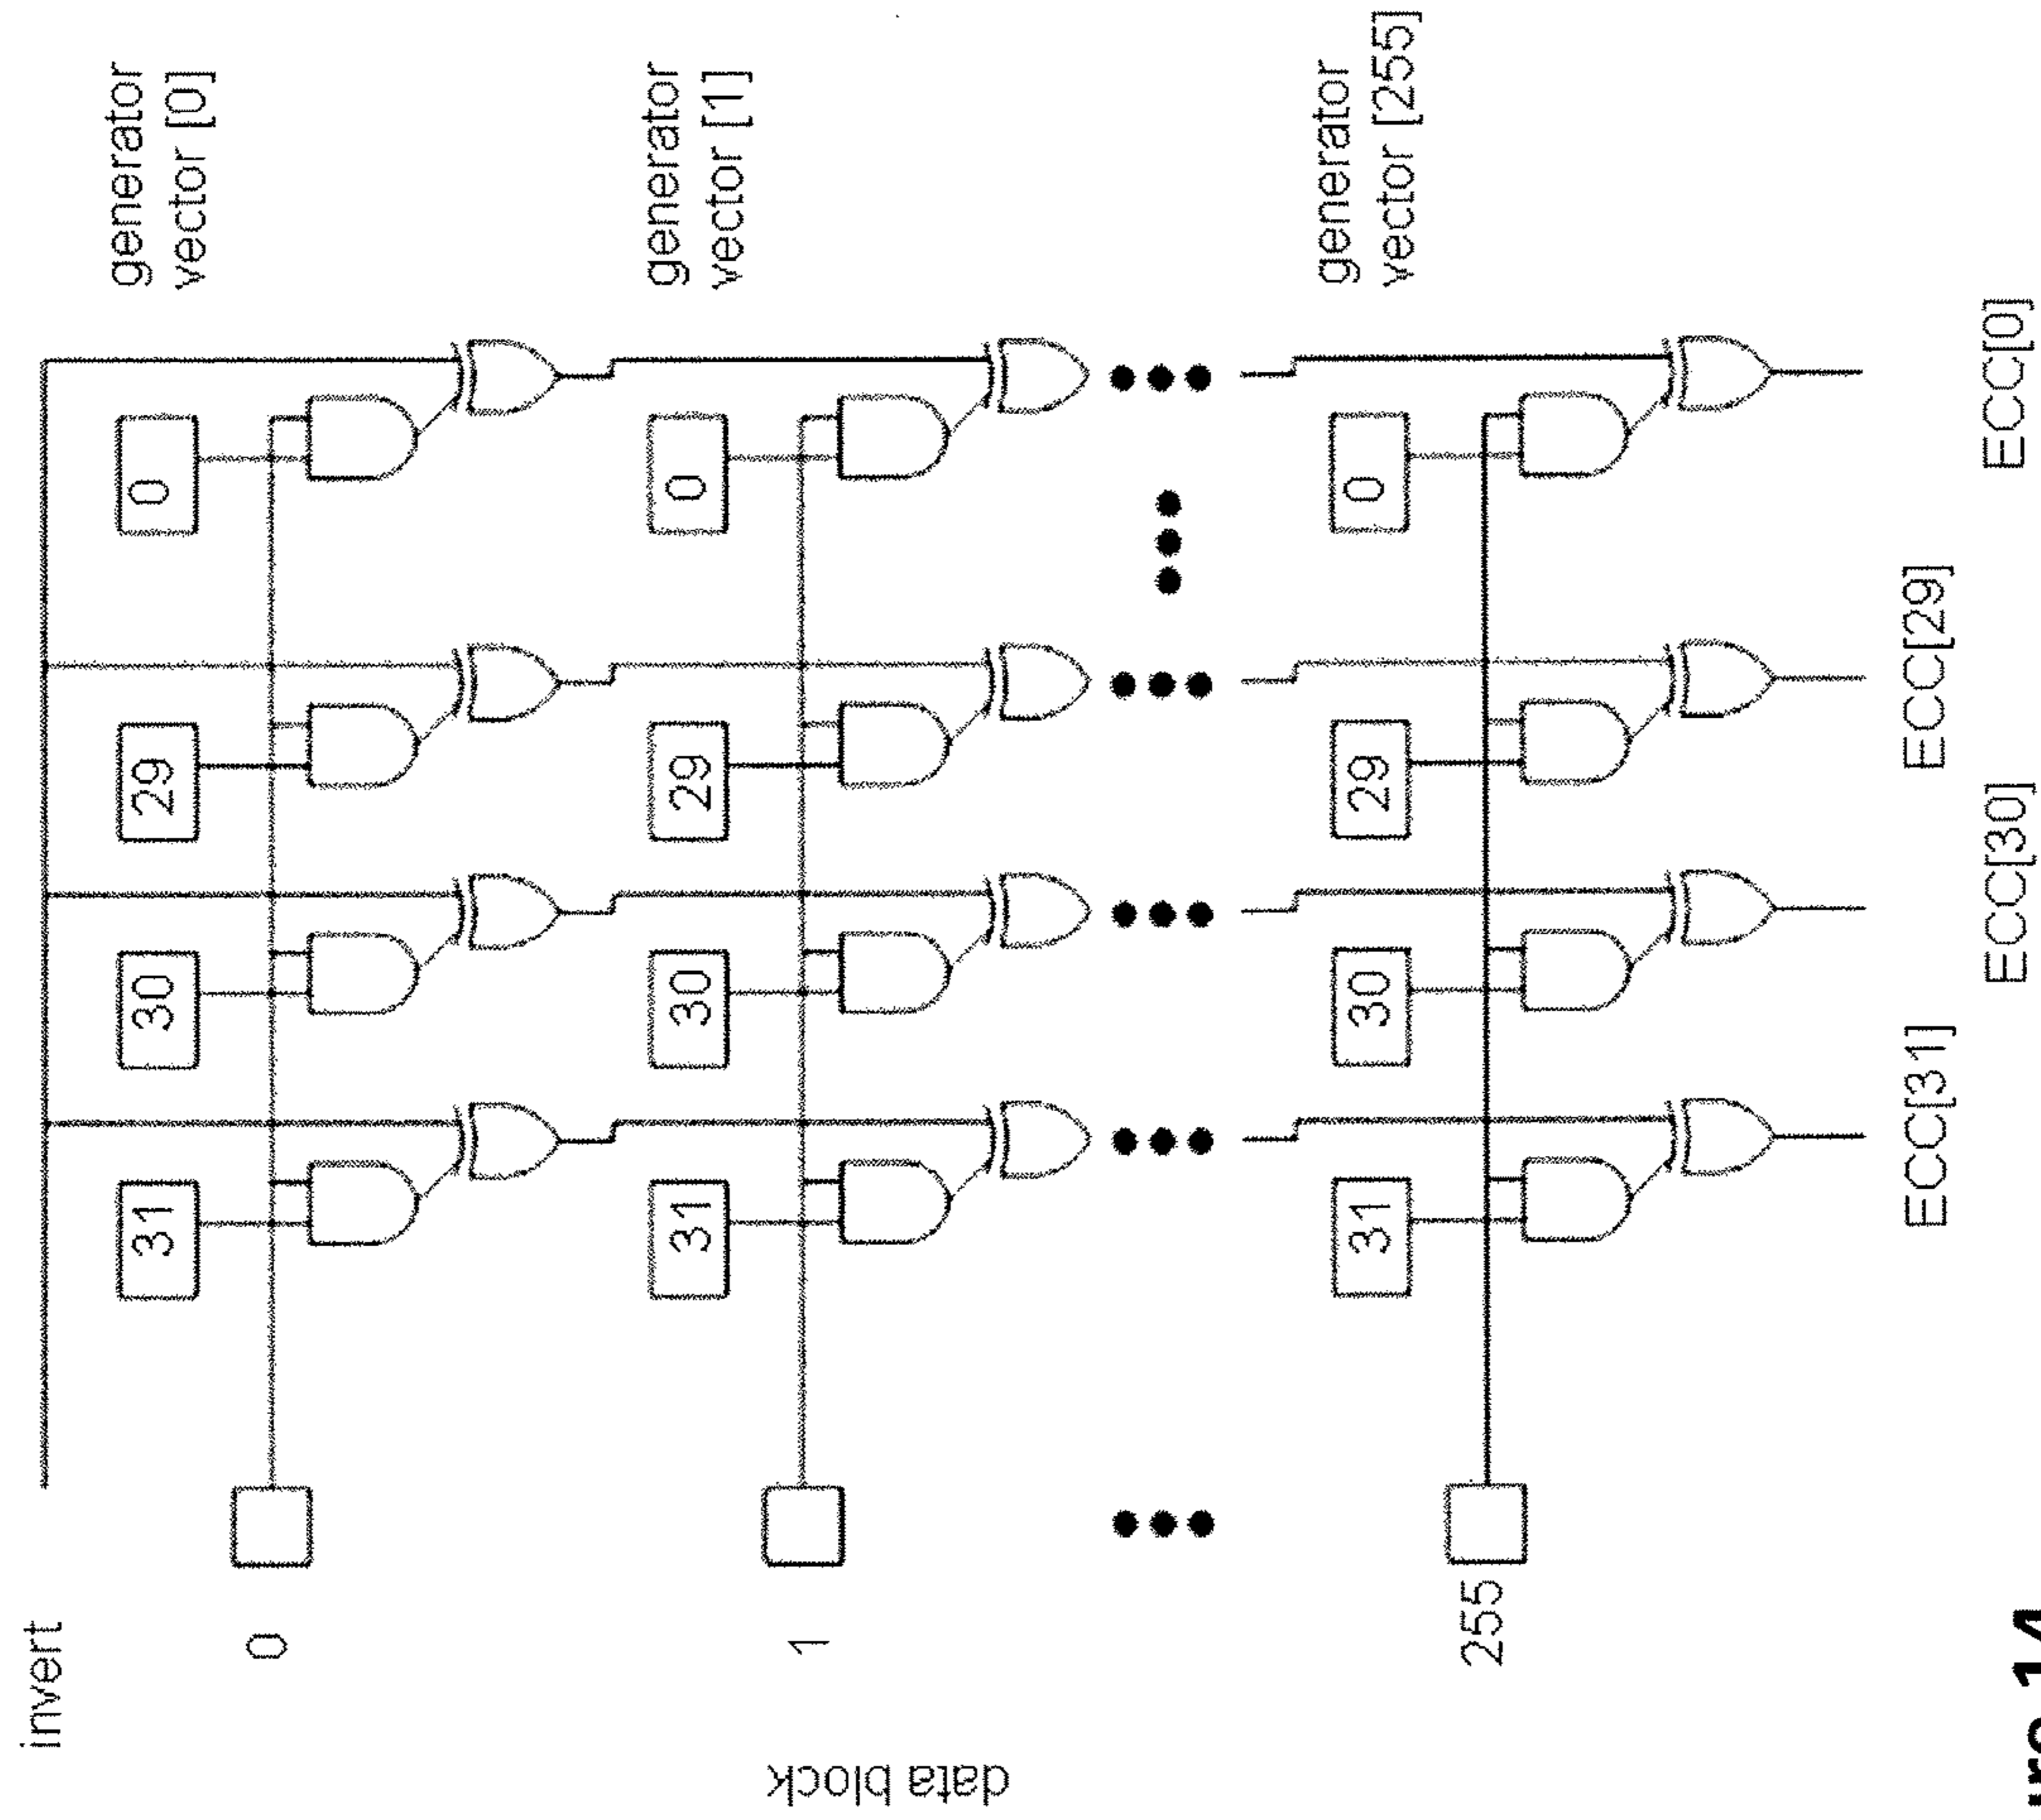 invert
31 30 29 0
generator
vector [0]
0
data block
31 30 29 0
generator
vector [1]
1
31 30 29 0
generator
vector [255]
255
ECC[31]
ECC[30]
ECC[29]
ECC[0]
14